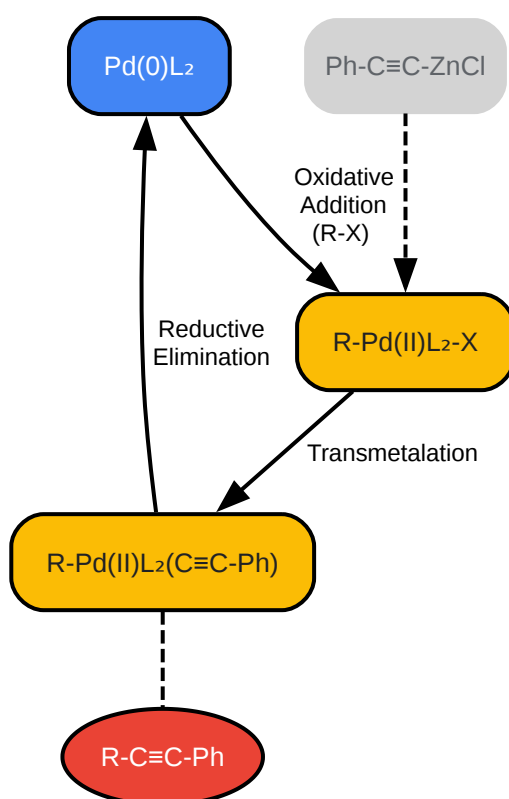 Pd(0)L₂
Ph-C≡C-ZnCl
Oxidative
Addition
(R-X)
R-Pd(II)L₂-X
Reductive
Elimination
Transmetalation
R-Pd(II)L₂(C≡C-Ph)
R-C≡C-Ph